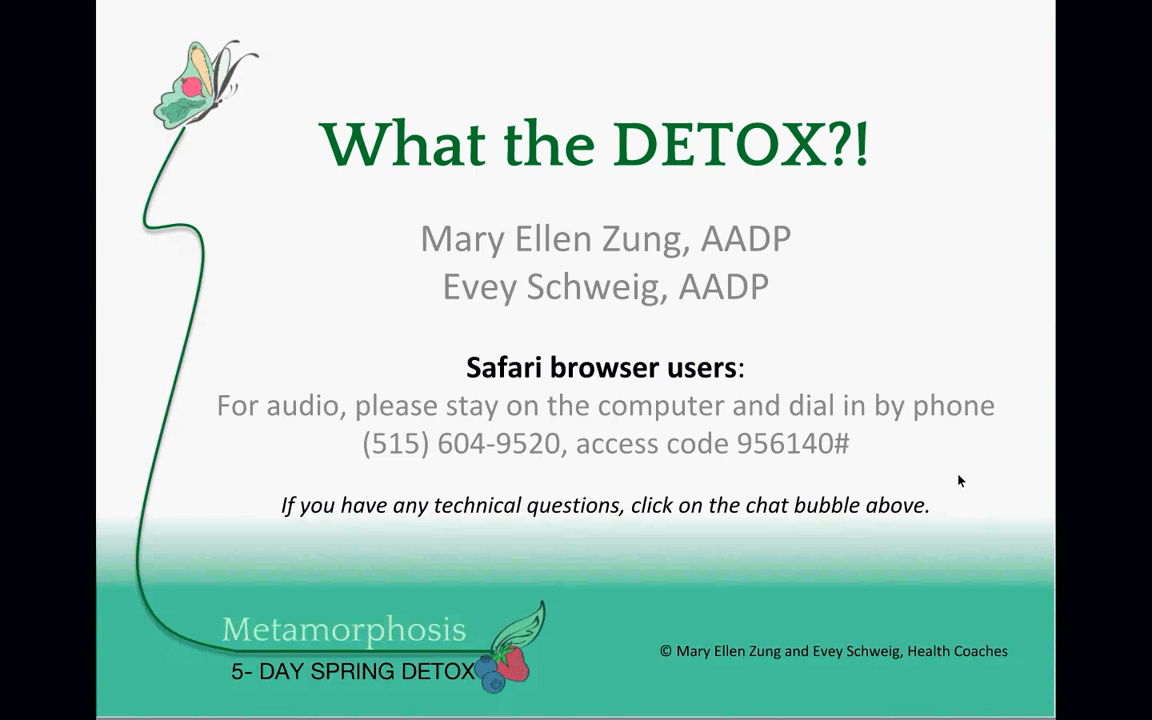 What the DETOX?!
Mary Ellen Zung, AADP
Evey Schweig, AADP
Safari browser users:
For audio, please stay on the computer and dial in by phone
(515) 604-9520, access code 956140#
If you have any technical questions, click on the chat bubble above.
Metamorphosis
5- DAY SPRING DETOX
© Mary Ellen Zung and Evey Schweig, Health Coaches